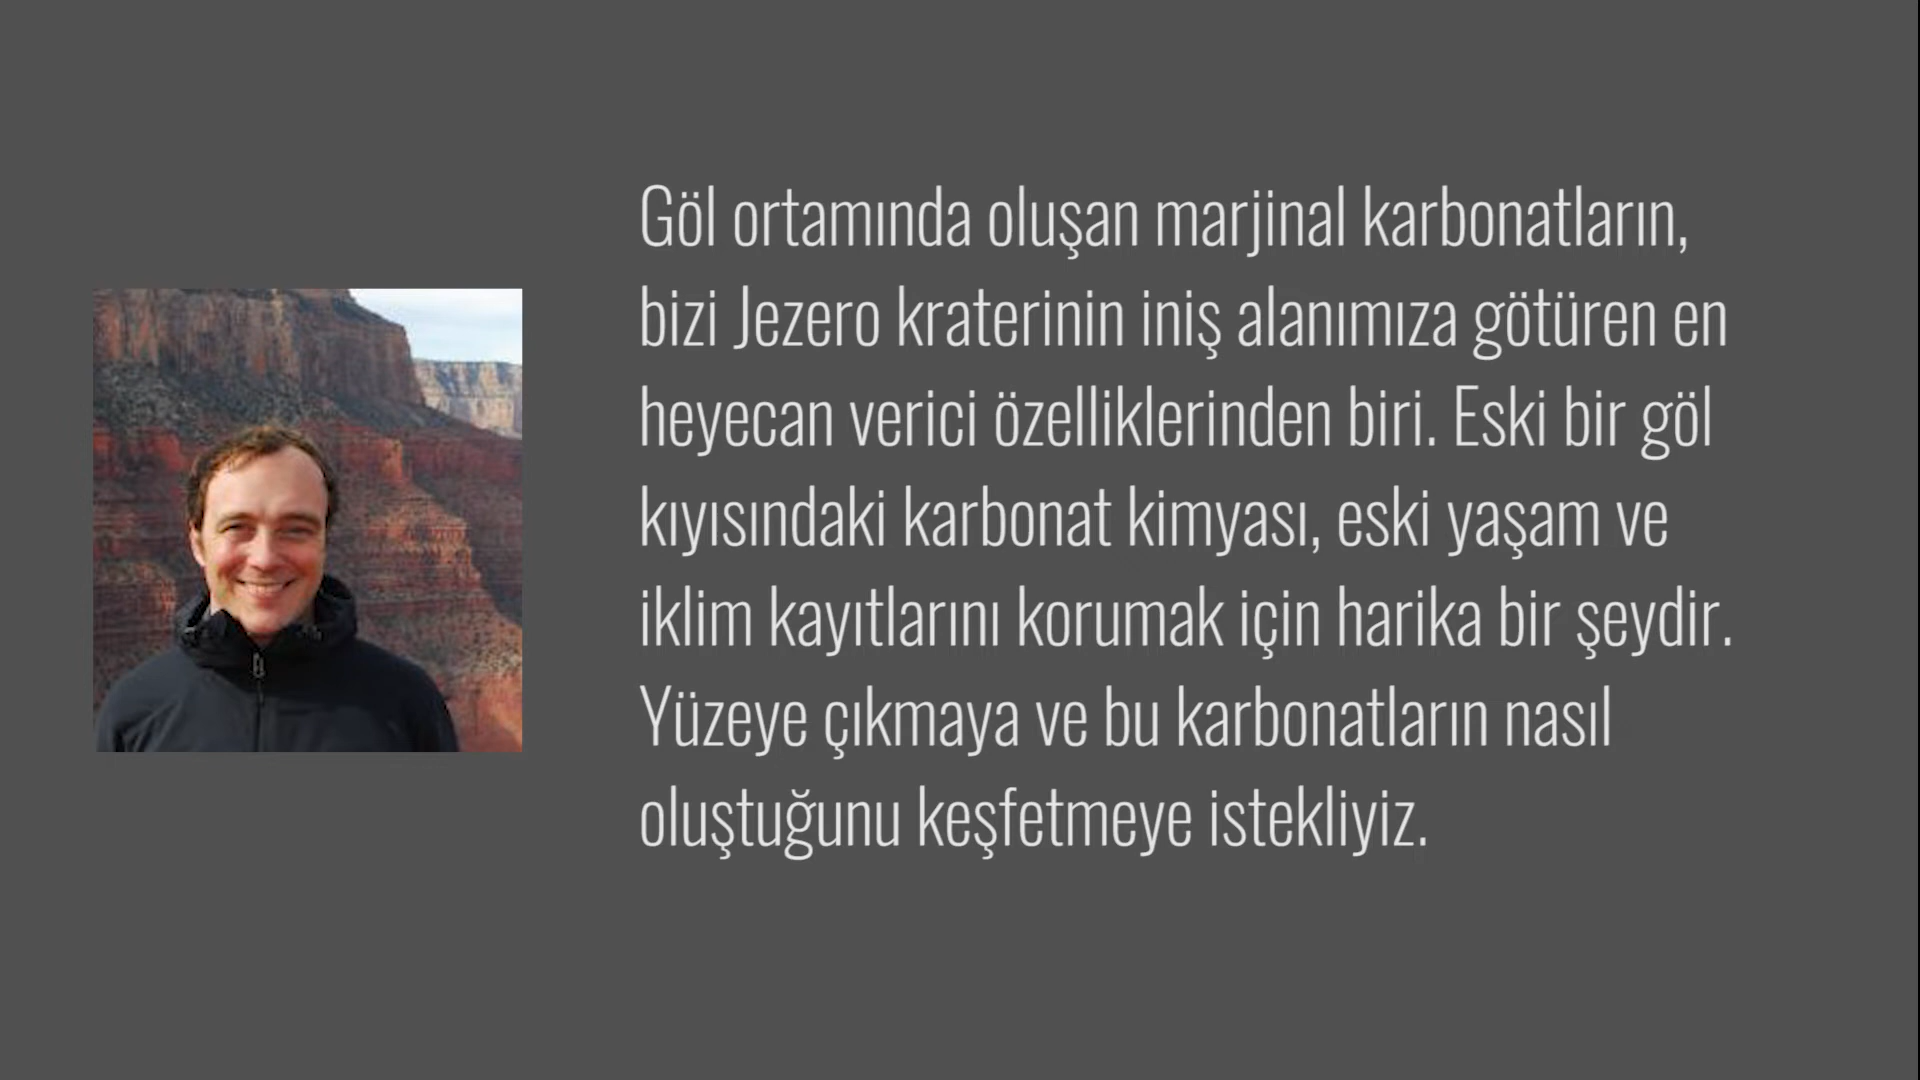 Göl ortamında oluşan marjinal karbonatların,
bizi Jezero kraterinin iniş alanımıza götüren en
heyecan verici özelliklerinden biri. Eski bir göl
kıyısındaki karbonat kimyası, eski yaşam ve
iklim kayıtlarını korumak için harika bir şeydir.
Yüzeye çıkmaya ve bu karbonatların nasıl
oluştuğunu keşfetmeye istekliyiz.